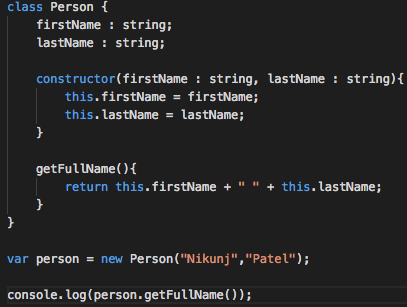 class Person {
    firstName : string;
    lastName : string;

    constructor(firstName : string, lastName : string){
        this.firstName = firstName;
        this.lastName = lastName;
    }

    getFullName(){
        return this.firstName + " " + this.lastName;
    }
}

var person = new Person("Nikunj","Patel");

console.log(person.getFullName());